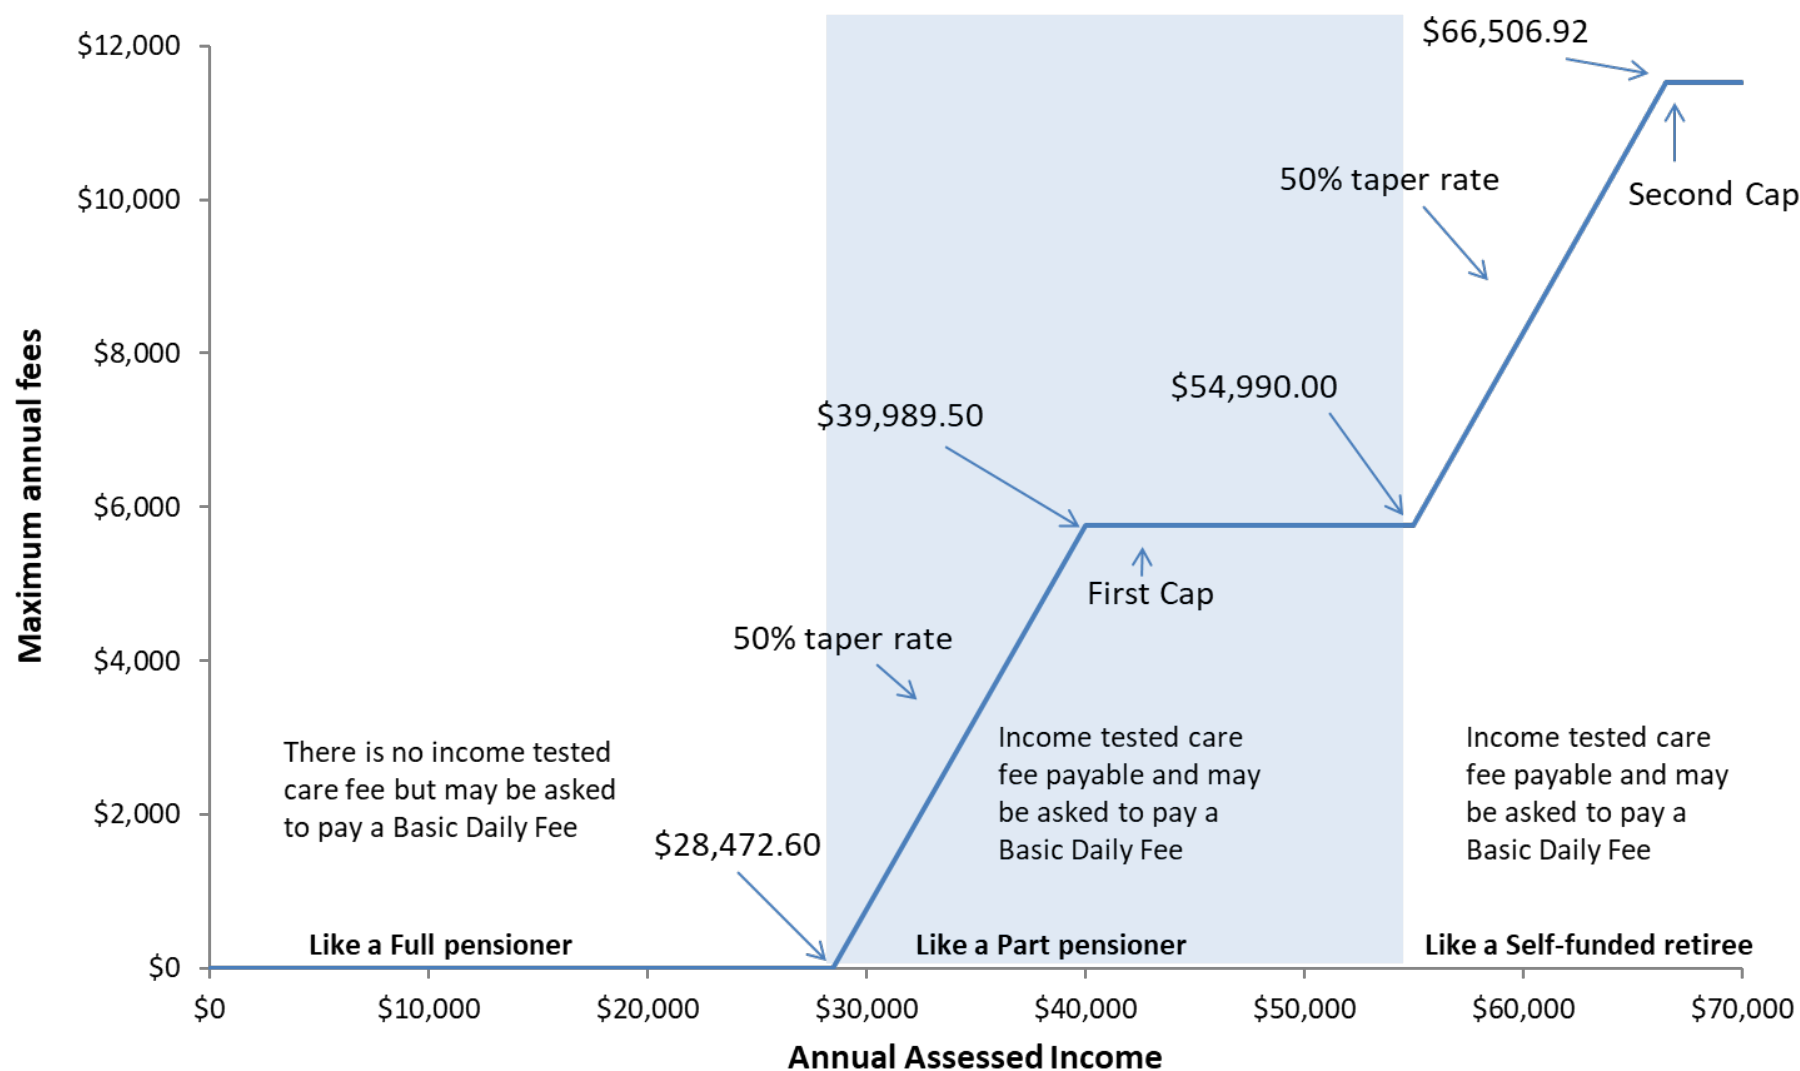 $66,506.92
$12,000
50% taper rate
$10,000
Second Cap
$8,000
$54,990.00
$39,989.50
$6,000
First Cap
50% taper rate
$4,000
Maximum annual fees
There is no income tested
care fee but may be asked
to pay a Basic Daily Fee
Income tested care
fee payable and may
be asked to pay a
Basic Daily Fee
Income tested care
fee payable and may
be asked to pay a
Basic Daily Fee
$2,000
$28,472.60
Like a Full pensioner
Like a Part pensioner
Like a Self-funded retiree
$0
$0
$10,000
$20,000
$30,000
$40,000
$50,000
$60,000
$70,000
Annual Assessed Income